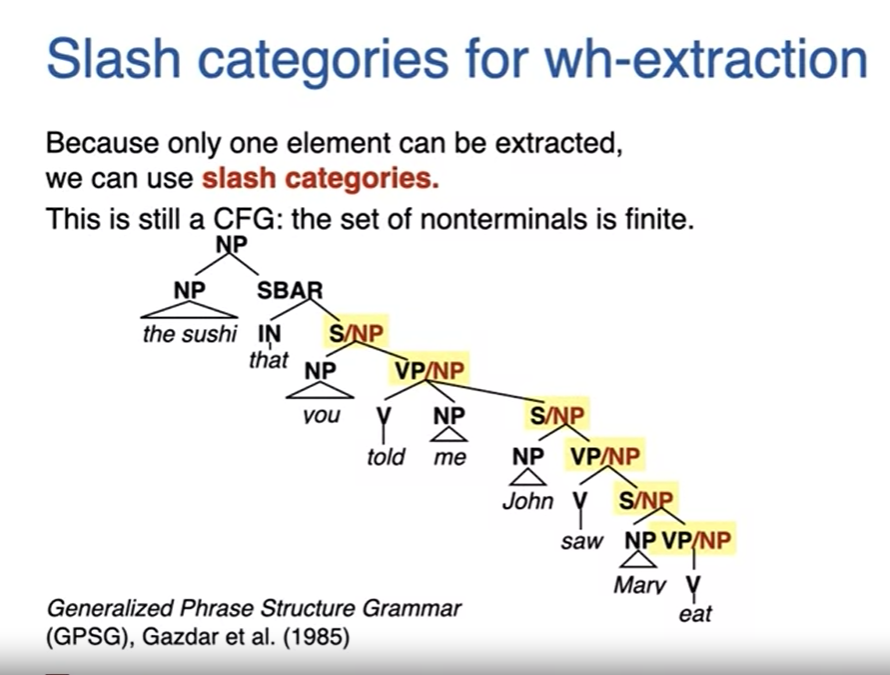 Slash categories for wh-extraction
Because only one element can be extracted,
we can use slash categories.
This is still a CFG: the set of nonterminals is finite.
NP
NP SBAR
the sushi IN S/NP
that
NP VP/NP
you V NP S/NP
told me NP VP/NP
John V S/NP
saw NP VP/NP
Mary V
eat
Generalized Phrase Structure Grammar
(GPSG), Gazdar et al. (1985)